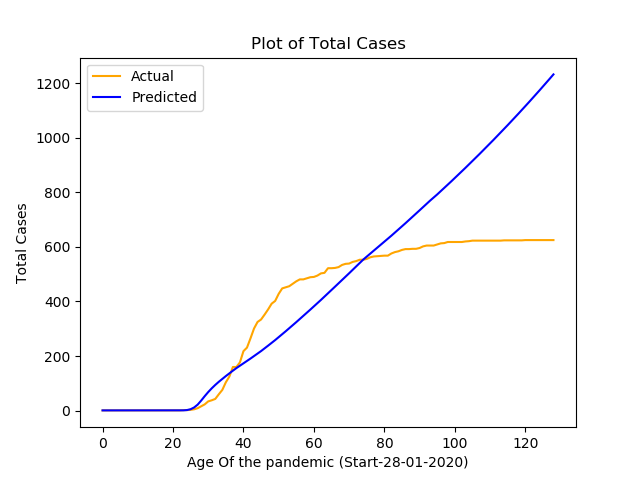 Plot of Total Cases
Actual
Predicted
1200
1000
800
600
400
200
0
Total Cases
0 20 40 60 80 100 120
Age Of the pandemic (Start-28-01-2020)